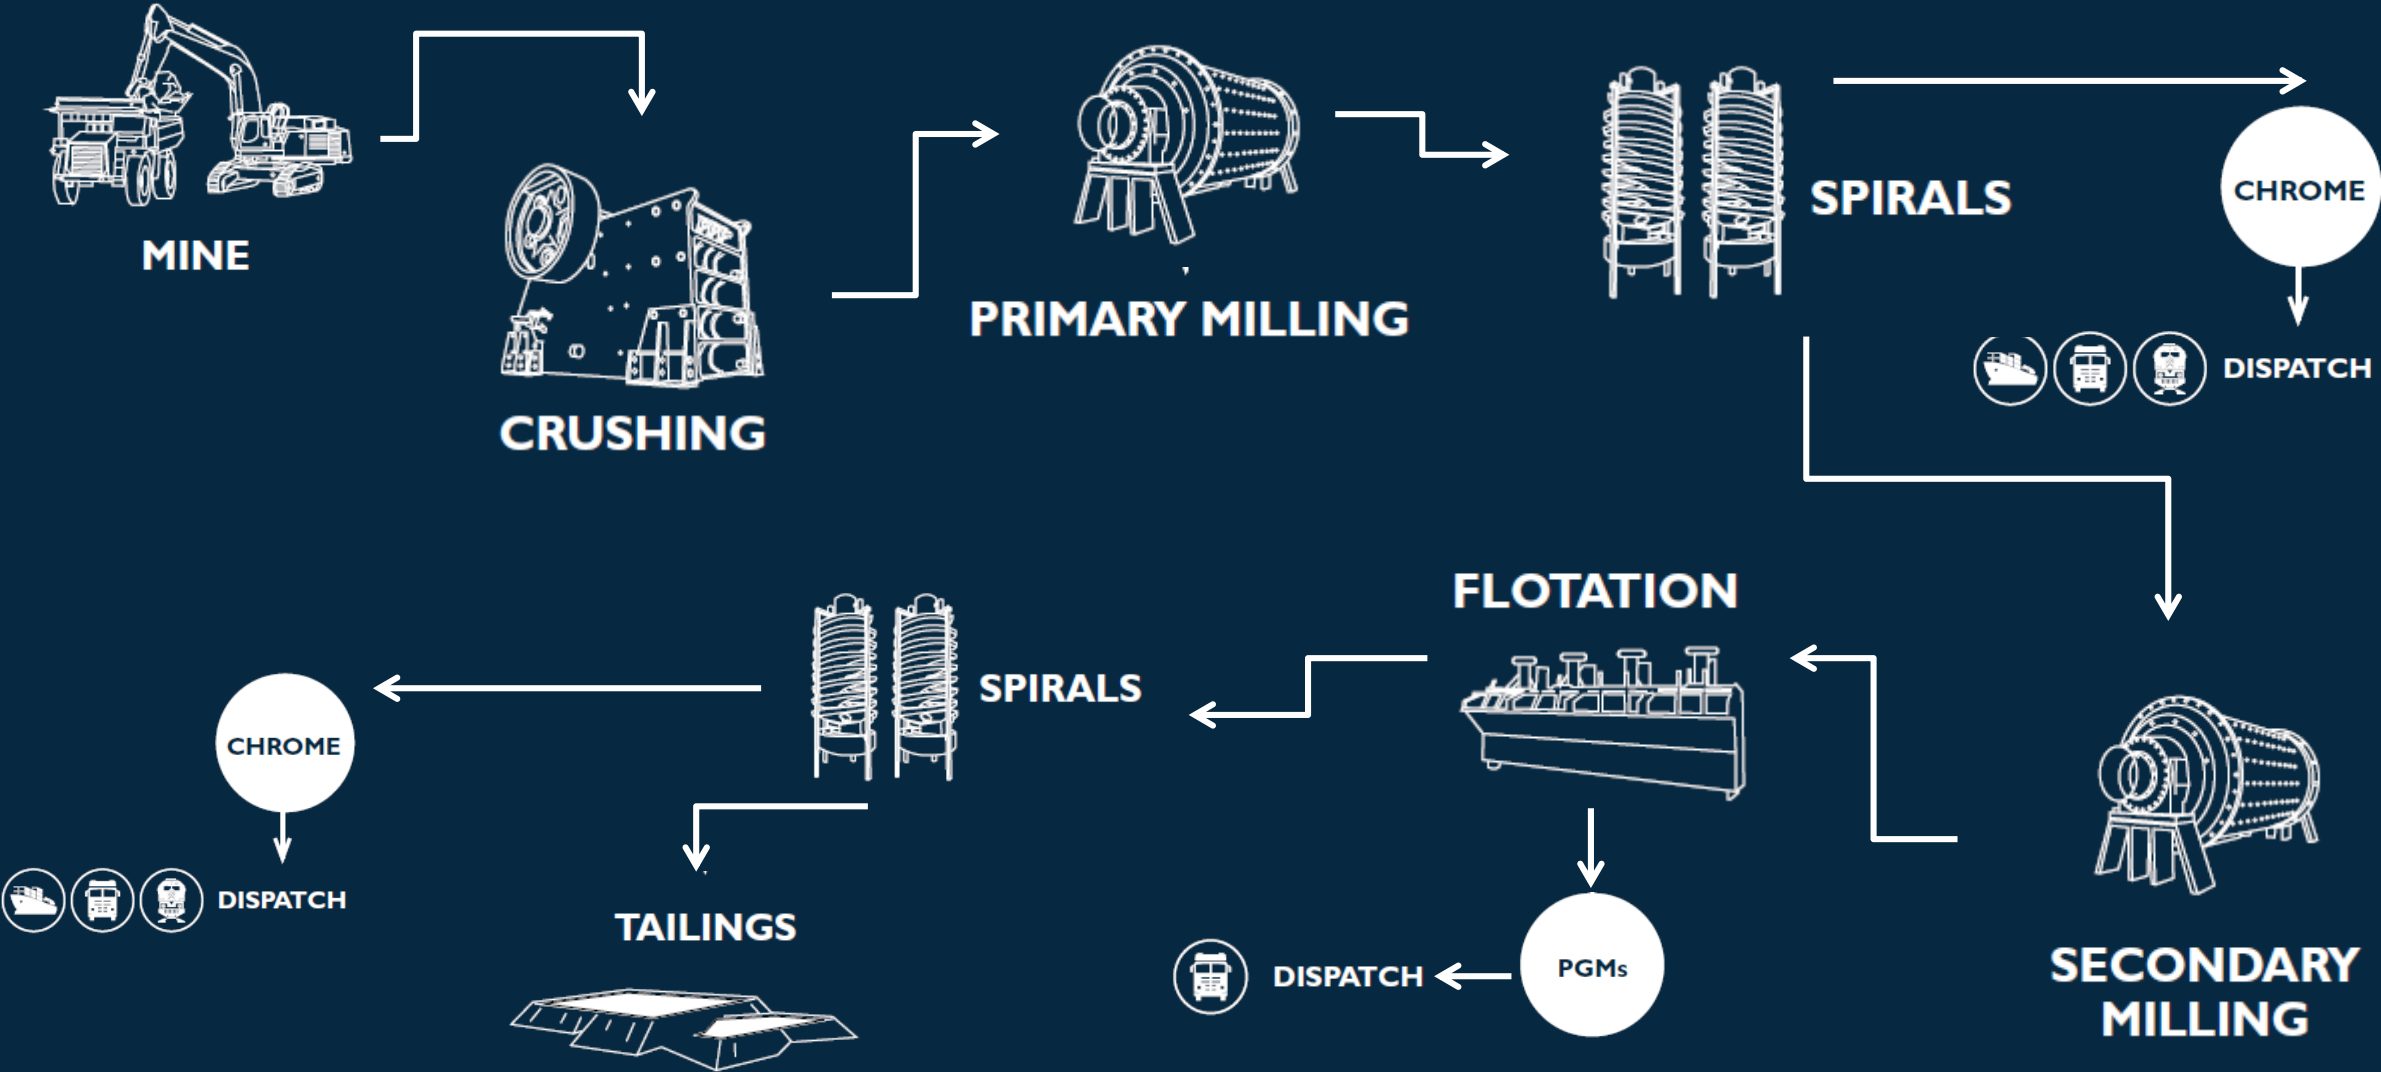 MINE
CRUSHING
PRIMARY MILLING
SPIRALS
CHROME
DISPATCH
SECONDARY
MILLING
FLOTATION
PGMs
DISPATCH
SPIRALS
CHROME
DISPATCH
TAILINGS